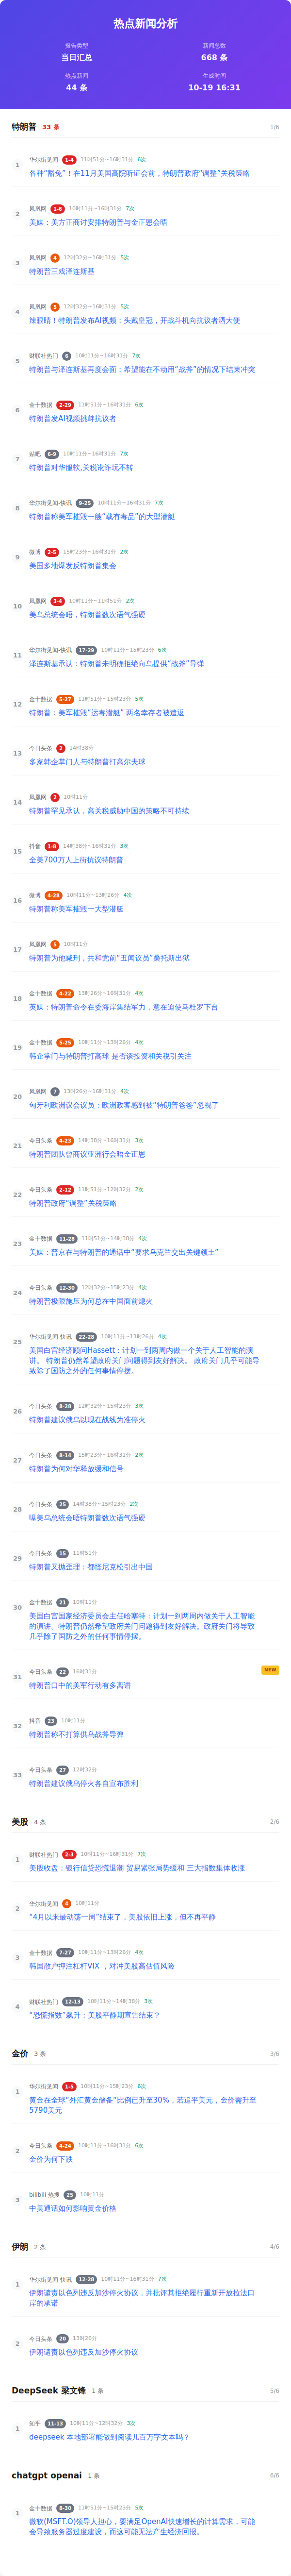 热点新闻分析
报告类型
当日汇总
新闻总数
668 条
热点新闻
44 条
生成时间
10-19 16:31
特朗普 33 条 1/6
1 华尔街见闻 1-4 11时51分~16时31分 6次
各种“豁免”！在11月美国高院听证会前，特朗普政府“调整”关税策略
2 凤凰网 1-6 10时11分~16时31分 7次
美媒：美方正商讨安排特朗普与金正恩会晤
3 凤凰网 4 12时32分~16时31分 5次
特朗普三戏泽连斯基
4 凤凰网 5 12时32分~16时31分 5次
辣眼睛！特朗普发布AI视频：头戴皇冠，开战斗机向抗议者洒大便
5 财联社热门 6 10时11分~16时31分 7次
特朗普与泽连斯基再度会面：希望能在不动用“战斧”的情况下结束冲突
6 金十数据 2-29 11时51分~16时31分 6次
特朗普发AI视频挑衅抗议者
7 贴吧 6-9 10时11分~16时31分 7次
特朗普对华服软,关税讹诈玩不转
8 华尔街见闻-快讯 9-25 10时11分~16时31分 7次
特朗普称美军摧毁一艘“载有毒品”的大型潜艇
9 微博 2-5 15时23分~16时31分 2次
美国多地爆发反特朗普集会
10 凤凰网 3-4 10时11分~11时51分 2次
美乌总统会晤，特朗普数次语气强硬
11 华尔街见闻-快讯 17-29 10时11分~15时23分 6次
泽连斯基承认：特朗普未明确拒绝向乌提供“战斧”导弹
12 金十数据 5-27 11时51分~15时23分 5次
特朗普：美军摧毁“运毒潜艇” 两名幸存者被遣返
13 今日头条 2 14时38分
多家韩企掌门人与特朗普打高尔夫球
14 凤凰网 2 10时11分
特朗普罕见承认，高关税威胁中国的策略不可持续
15 抖音 1-8 14时38分~16时31分 3次
全美700万人上街抗议特朗普
16 微博 4-28 10时11分~13时26分 4次
特朗普称美军摧毁一大型潜艇
17 凤凰网 5 10时11分
特朗普为他减刑，共和党前“丑闻议员”桑托斯出狱
18 金十数据 4-22 13时26分~16时31分 4次
英媒：特朗普命令在委海岸集结军力，意在迫使马杜罗下台
19 金十数据 5-25 10时11分~13时26分 4次
韩企掌门与特朗普打高球 是否谈投资和关税引关注
20 凤凰网 7 13时26分~16时31分 4次
匈牙利欧洲议会议员：欧洲政客感到被“特朗普爸爸”忽视了
21 今日头条 4-23 14时38分~16时31分 3次
特朗普团队曾商议亚洲行会晤金正恩
22 今日头条 2-12 11时51分~12时32分 2次
特朗普政府“调整”关税策略
23 金十数据 11-28 11时51分~14时38分 4次
美媒：普京在与特朗普的通话中“要求乌克兰交出关键领土”
24 今日头条 12-30 12时32分~15时23分 4次
特朗普极限施压为何总在中国面前熄火
25 华尔街见闻-快讯 22-28 10时11分~13时26分 4次
美国白宫经济顾问Hassett：计划一到两周内做一个关于人工智能的演
讲。 特朗普仍然希望政府关门问题得到友好解决。 政府关门几乎可能导
致除了国防之外的任何事情停摆。
26 今日头条 8-28 12时32分~15时23分 3次
特朗普建议俄乌以现在战线为准停火
27 今日头条 8-14 15时23分~16时31分 2次
特朗普为何对华释放缓和信号
28 今日头条 25 14时38分~15时23分 2次
曝美乌总统会晤特朗普数次语气强硬
29 今日头条 15 11时51分
特朗普又抛歪理：都怪尼克松引出中国
30 金十数据 21 10时11分
美国白宫国家经济委员会主任哈塞特：计划一到两周内做关于人工智能
的演讲。特朗普仍然希望政府关门问题得到友好解决。政府关门将导致
几乎除了国防之外的任何事情停摆。
31 今日头条 22 16时31分 NEW
特朗普口中的美军行动有多离谱
32 抖音 23 10时11分
特朗普称不打算供乌战斧导弹
33 今日头条 27 12时32分
特朗普建议俄乌停火各自宣布胜利
美股 4 条 2/6
1 财联社热门 2-3 10时11分~16时31分 7次
美股收盘：银行信贷恐慌退潮 贸易紧张局势缓和 三大指数集体收涨
2 华尔街见闻 4 10时11分
“4月以来最动荡一周”结束了，美股依旧上涨，但不再平静
3 金十数据 7-27 10时11分~13时26分 4次
韩国散户押注杠杆VIX ，对冲美股高估值风险
4 财联社热门 12-13 10时11分~14时38分 3次
“恐慌指数”飙升：美股平静期宣告结束？
金价 3 条 3/6
1 华尔街见闻 1-5 10时11分~15时23分 6次
黄金在全球“外汇黄金储备”比例已升至30%，若追平美元，金价需升至
5790美元
2 今日头条 4-24 10时11分~16时31分 6次
金价为何下跌
3 bilibili 热搜 25 10时11分
中美通话如何影响黄金价格
伊朗 2 条 4/6
1 华尔街见闻-快讯 12-28 10时11分~16时31分 7次
伊朗谴责以色列违反加沙停火协议，并批评其拒绝履行重新开放拉法口
岸的承诺
2 今日头条 20 13时26分
伊朗谴责以色列违反加沙停火协议
DeepSeek 梁文锋 1 条 5/6
1 知乎 11-13 10时11分~12时32分 3次
deepseek 本地部署能做到阅读几百万字文本吗？
chatgpt openai 1 条 6/6
1 金十数据 8-30 11时51分~15时23分 5次
微软(MSFT.O)领导人担心，要满足OpenAI快速增长的计算需求，可能
会导致服务器过度建设，而这可能无法产生经济回报。